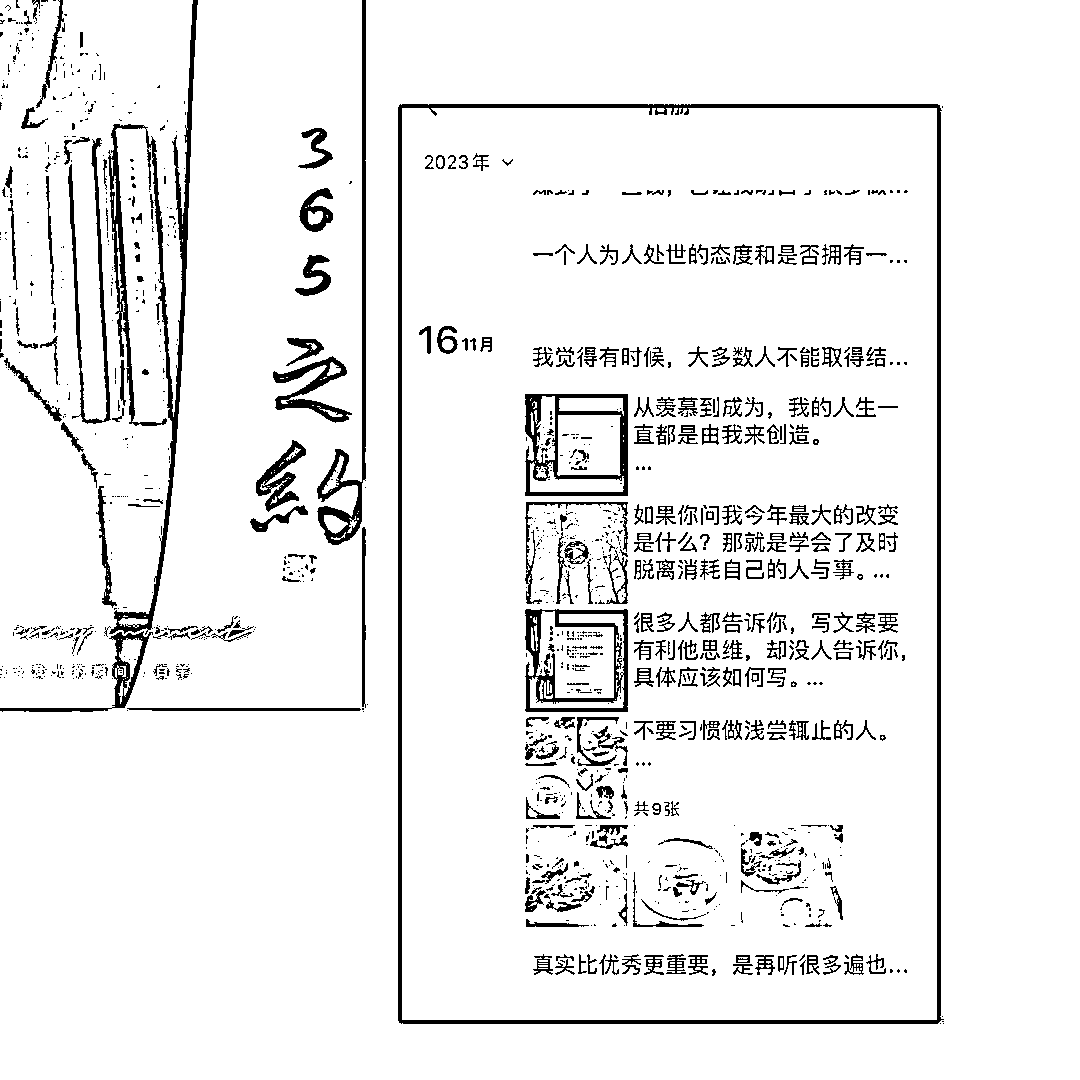 3
6
5
之
約
every moment
2023年
一个人为人处世的态度和是否拥有一...
16 11月
我觉得有时候，大多数人不能取得结...
从羡慕到成为，我的人生一
直都是由我来创造。
...
如果你问我今年最大的改变
是什么？那就是学会了及时
脱离消耗自己的人与事。...
很多人都告诉你，写文案要
有利他思维，却没人告诉你，
具体应该如何写。...
不要习惯做浅尝辄止的人。
...
共9张
真实比优秀更重要，是再听很多遍也...